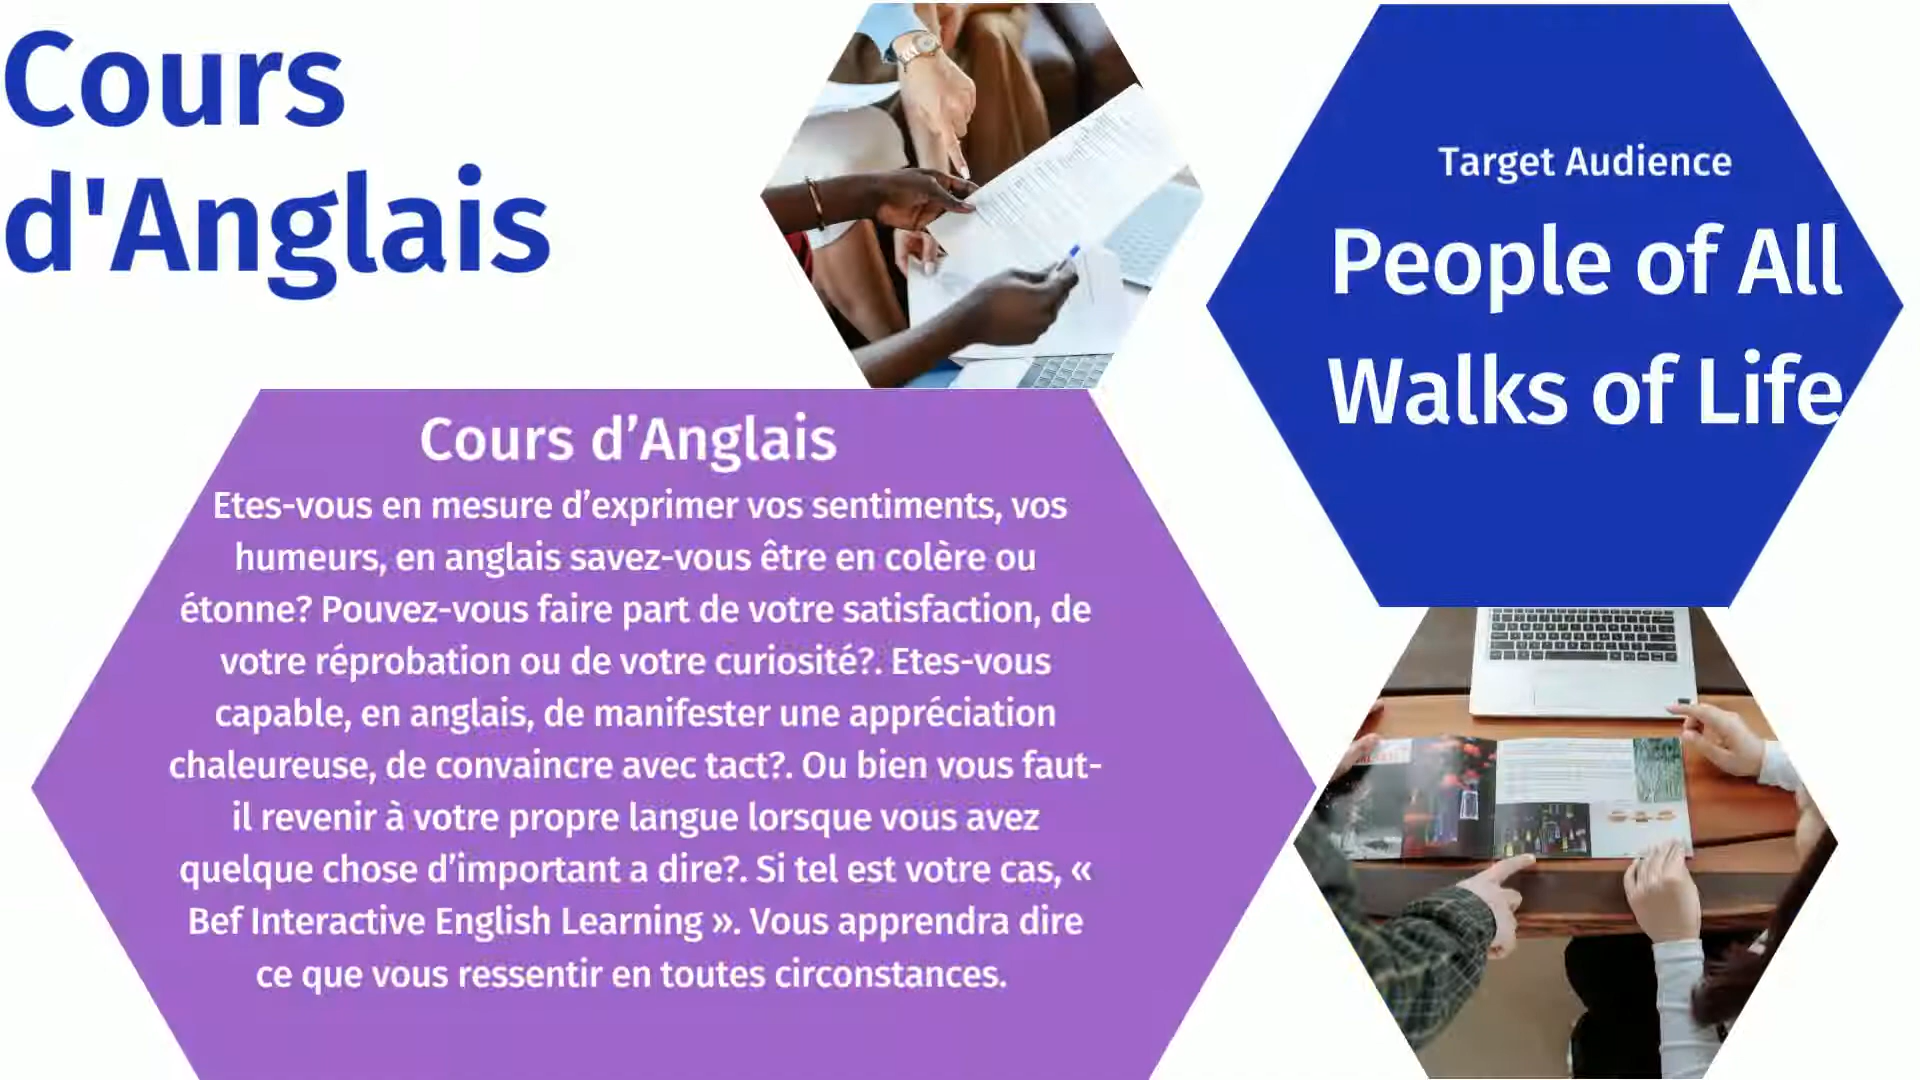 Cours
d'Anglais
Target Audience
People of All
Walks of Life
Cours d’Anglais
Etes-vous en mesure d’exprimer vos sentiments, vos
humeurs, en anglais savez-vous être en colère ou
étonne? Pouvez-vous faire part de votre satisfaction, de
votre réprobation ou de votre curiosité?. Etes-vous
capable, en anglais, de manifester une appréciation
chaleureuse, de convaincre avec tact?. Ou bien vous faut-
il revenir à votre propre langue lorsque vous avez
quelque chose d’important a dire?. Si tel est votre cas, «
Bef Interactive English Learning ». Vous apprendra dire
ce que vous ressentir en toutes circonstances.